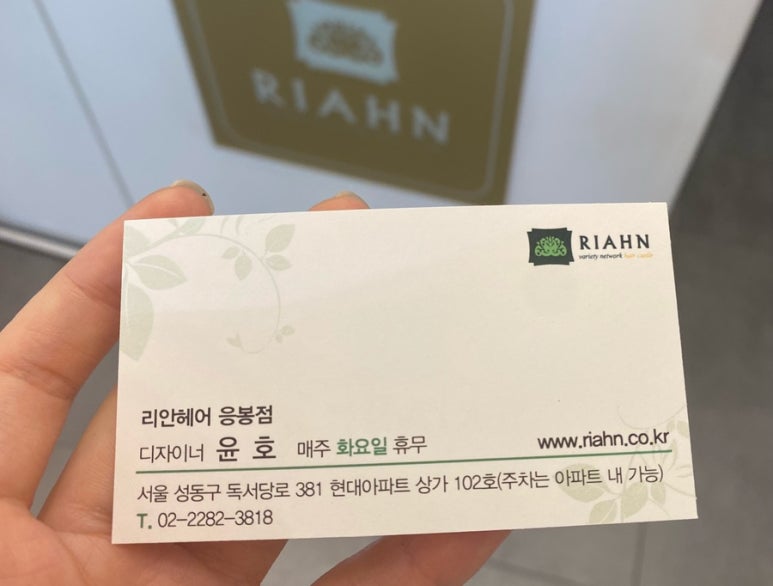 RIAHN
RIAHN
variety network hair castle
리안헤어 응봉점
디자이너 윤 호 매주 화요일 휴무
www.riahn.co.kr
서울 성동구 독서당로 381 현대아파트 상가 102호(주차는 아파트 내 가능)
T. 02-2282-3818